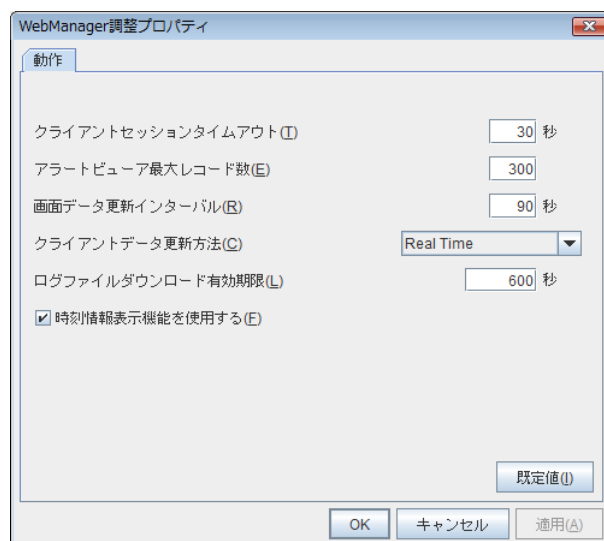 WebManager調整プロパティ
動作
クライアントセッションタイムアウト(T) 30 秒
アラートビューア最大レコード数(E) 300
画面データ更新インターバル(R) 90 秒
クライアントデータ更新方法(C) Real Time
ログファイルダウンロード有効期限(L) 600 秒
時刻情報表示機能を使用する(F)
既定値(I)
OK キャンセル 適用(A)